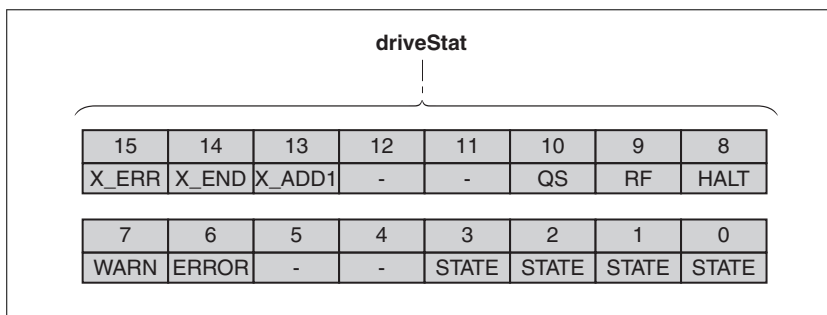 driveStat
15 14 13 12 11 10 9 8
X_ERR X_END X_ADD1 - - QS RF HALT
7 6 5 4 3 2 1 0
WARN ERROR - - STATE STATE STATE STATE